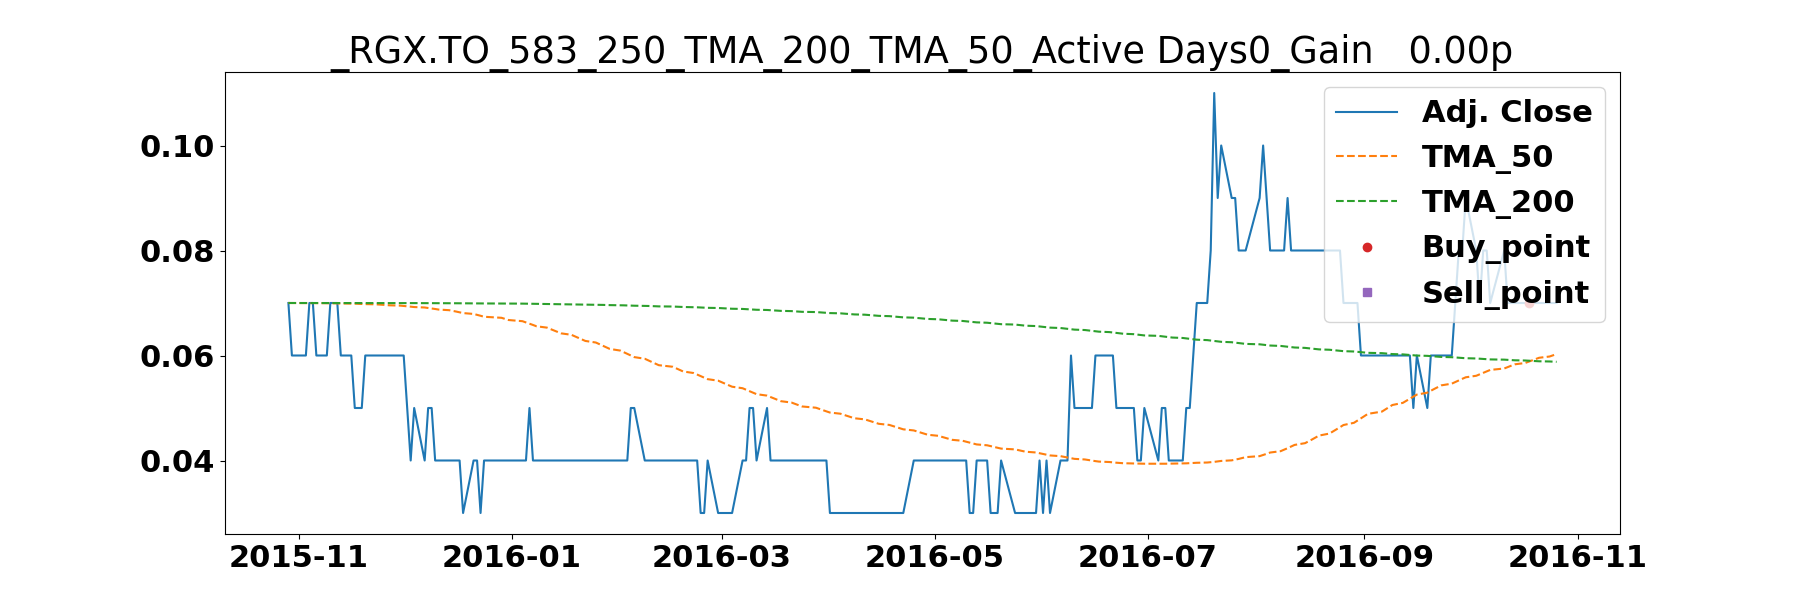 _RGX.TO_583_250_TMA_200_TMA_50_Active Days0_Gain   0.00p
Adj. Close
TMA_50
TMA_200
Buy_point
Sell_point
0.10
0.08
0.06
0.04
2015-11 2016-01 2016-03 2016-05 2016-07 2016-09 2016-11